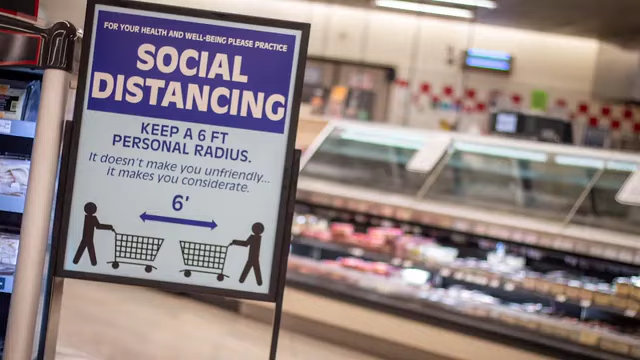 FOR YOUR HEALTH AND WELL-BEING PLEASE PRACTICE
SOCIAL
DISTANCING
KEEP A 6 FT
PERSONAL RADIUS.
It doesn't make you unfriendly...
it makes you considerate.
6'